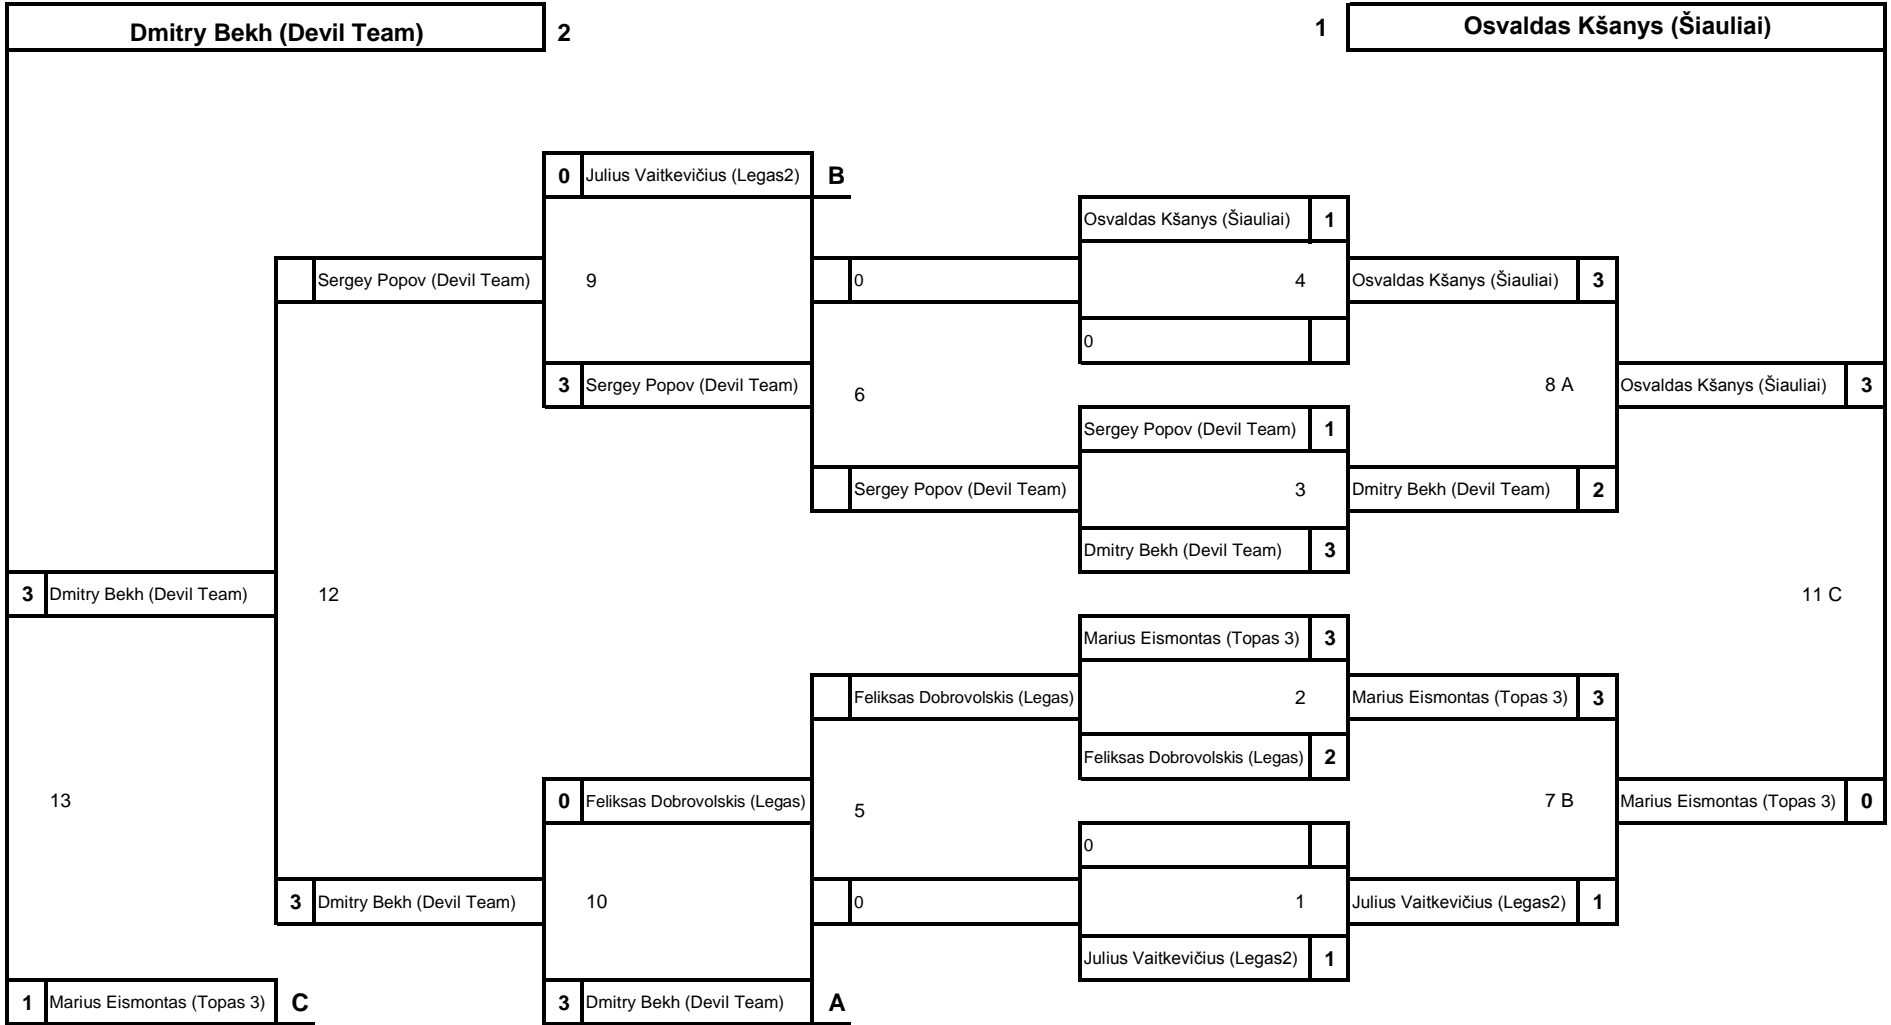 Dmitry Bekh (Devil Team) 2 1 Osvaldas Kšanys (Šiauliai)
0 Julius Vaitkevičius (Legas2) B
Osvaldas Kšanys (Šiauliai) 1
Sergey Popov (Devil Team) 9 0 4 Osvaldas Kšanys (Šiauliai) 3
0
3 Sergey Popov (Devil Team) 6 8 A Osvaldas Kšanys (Šiauliai) 3
Sergey Popov (Devil Team) 1
Sergey Popov (Devil Team) 3 Dmitry Bekh (Devil Team) 2
Dmitry Bekh (Devil Team) 3
3 Dmitry Bekh (Devil Team) 12 11 C
Marius Eismontas (Topas 3) 3
Feliksas Dobrovolskis (Legas) 2 Marius Eismontas (Topas 3) 3
Feliksas Dobrovolskis (Legas) 2
13 0 Feliksas Dobrovolskis (Legas) 5 7 B Marius Eismontas (Topas 3) 0
0
3 Dmitry Bekh (Devil Team) 10 0 1 Julius Vaitkevičius (Legas2) 1
Julius Vaitkevičius (Legas2) 1
1 Marius Eismontas (Topas 3) C 3 Dmitry Bekh (Devil Team) A